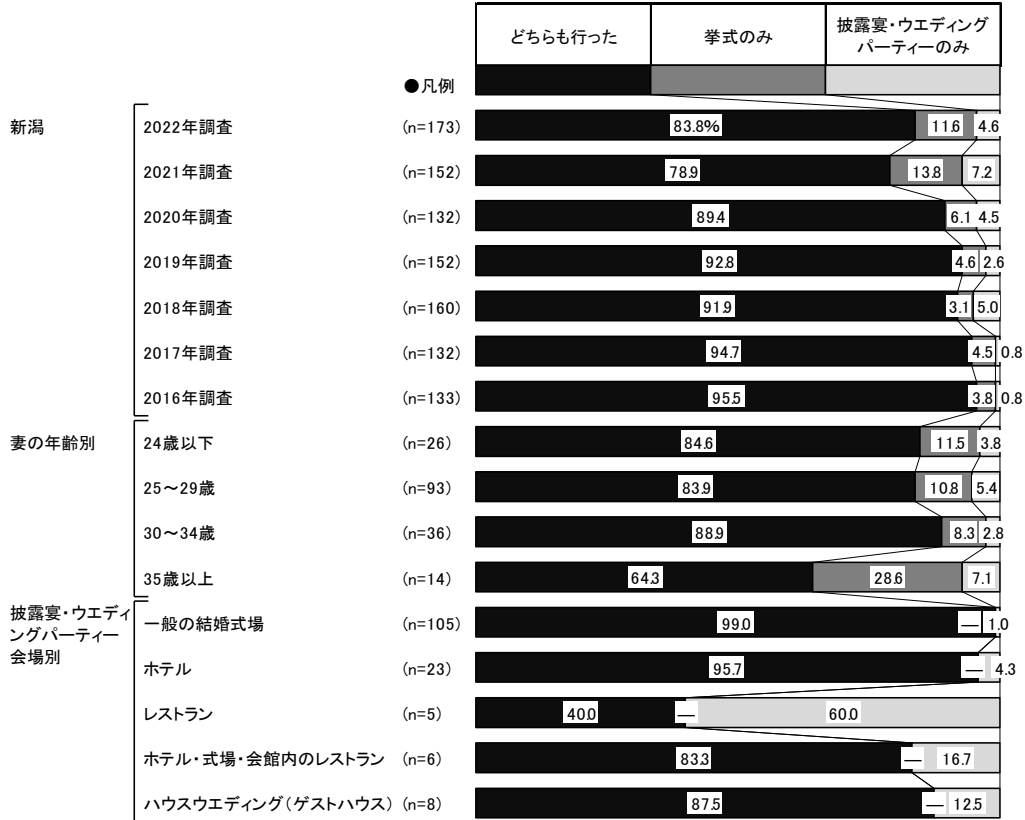 どちらも行った 挙式のみ 披露宴・ウエディング
パーティーのみ
●凡例
新潟 2022年調査 (n=173) 83.8% 11.6 4.6
2021年調査 (n=152) 78.9 13.8 7.2
2020年調査 (n=132) 89.4 6.1 4.5
2019年調査 (n=152) 92.8 4.6 2.6
2018年調査 (n=160) 91.9 3.1 5.0
2017年調査 (n=132) 94.7 4.5 0.8
2016年調査 (n=133) 95.5 3.8 0.8
妻の年齢別 24歳以下 (n=26) 84.6 11.5 3.8
25～29歳 (n=93) 83.9 10.8 5.4
30～34歳 (n=36) 88.9 8.3 2.8
35歳以上 (n=14) 64.3 28.6 7.1
披露宴・ウエディ
ングパーティー
会場別
一般の結婚式場 (n=105) 99.0 ― 1.0
ホテル (n=23) 95.7 ― 4.3
レストラン (n=5) 40.0 ― 60.0
ホテル・式場・会館内のレストラン (n=6) 83.3 ― 16.7
ハウスウエディング(ゲストハウス) (n=8) 87.5 ― 12.5